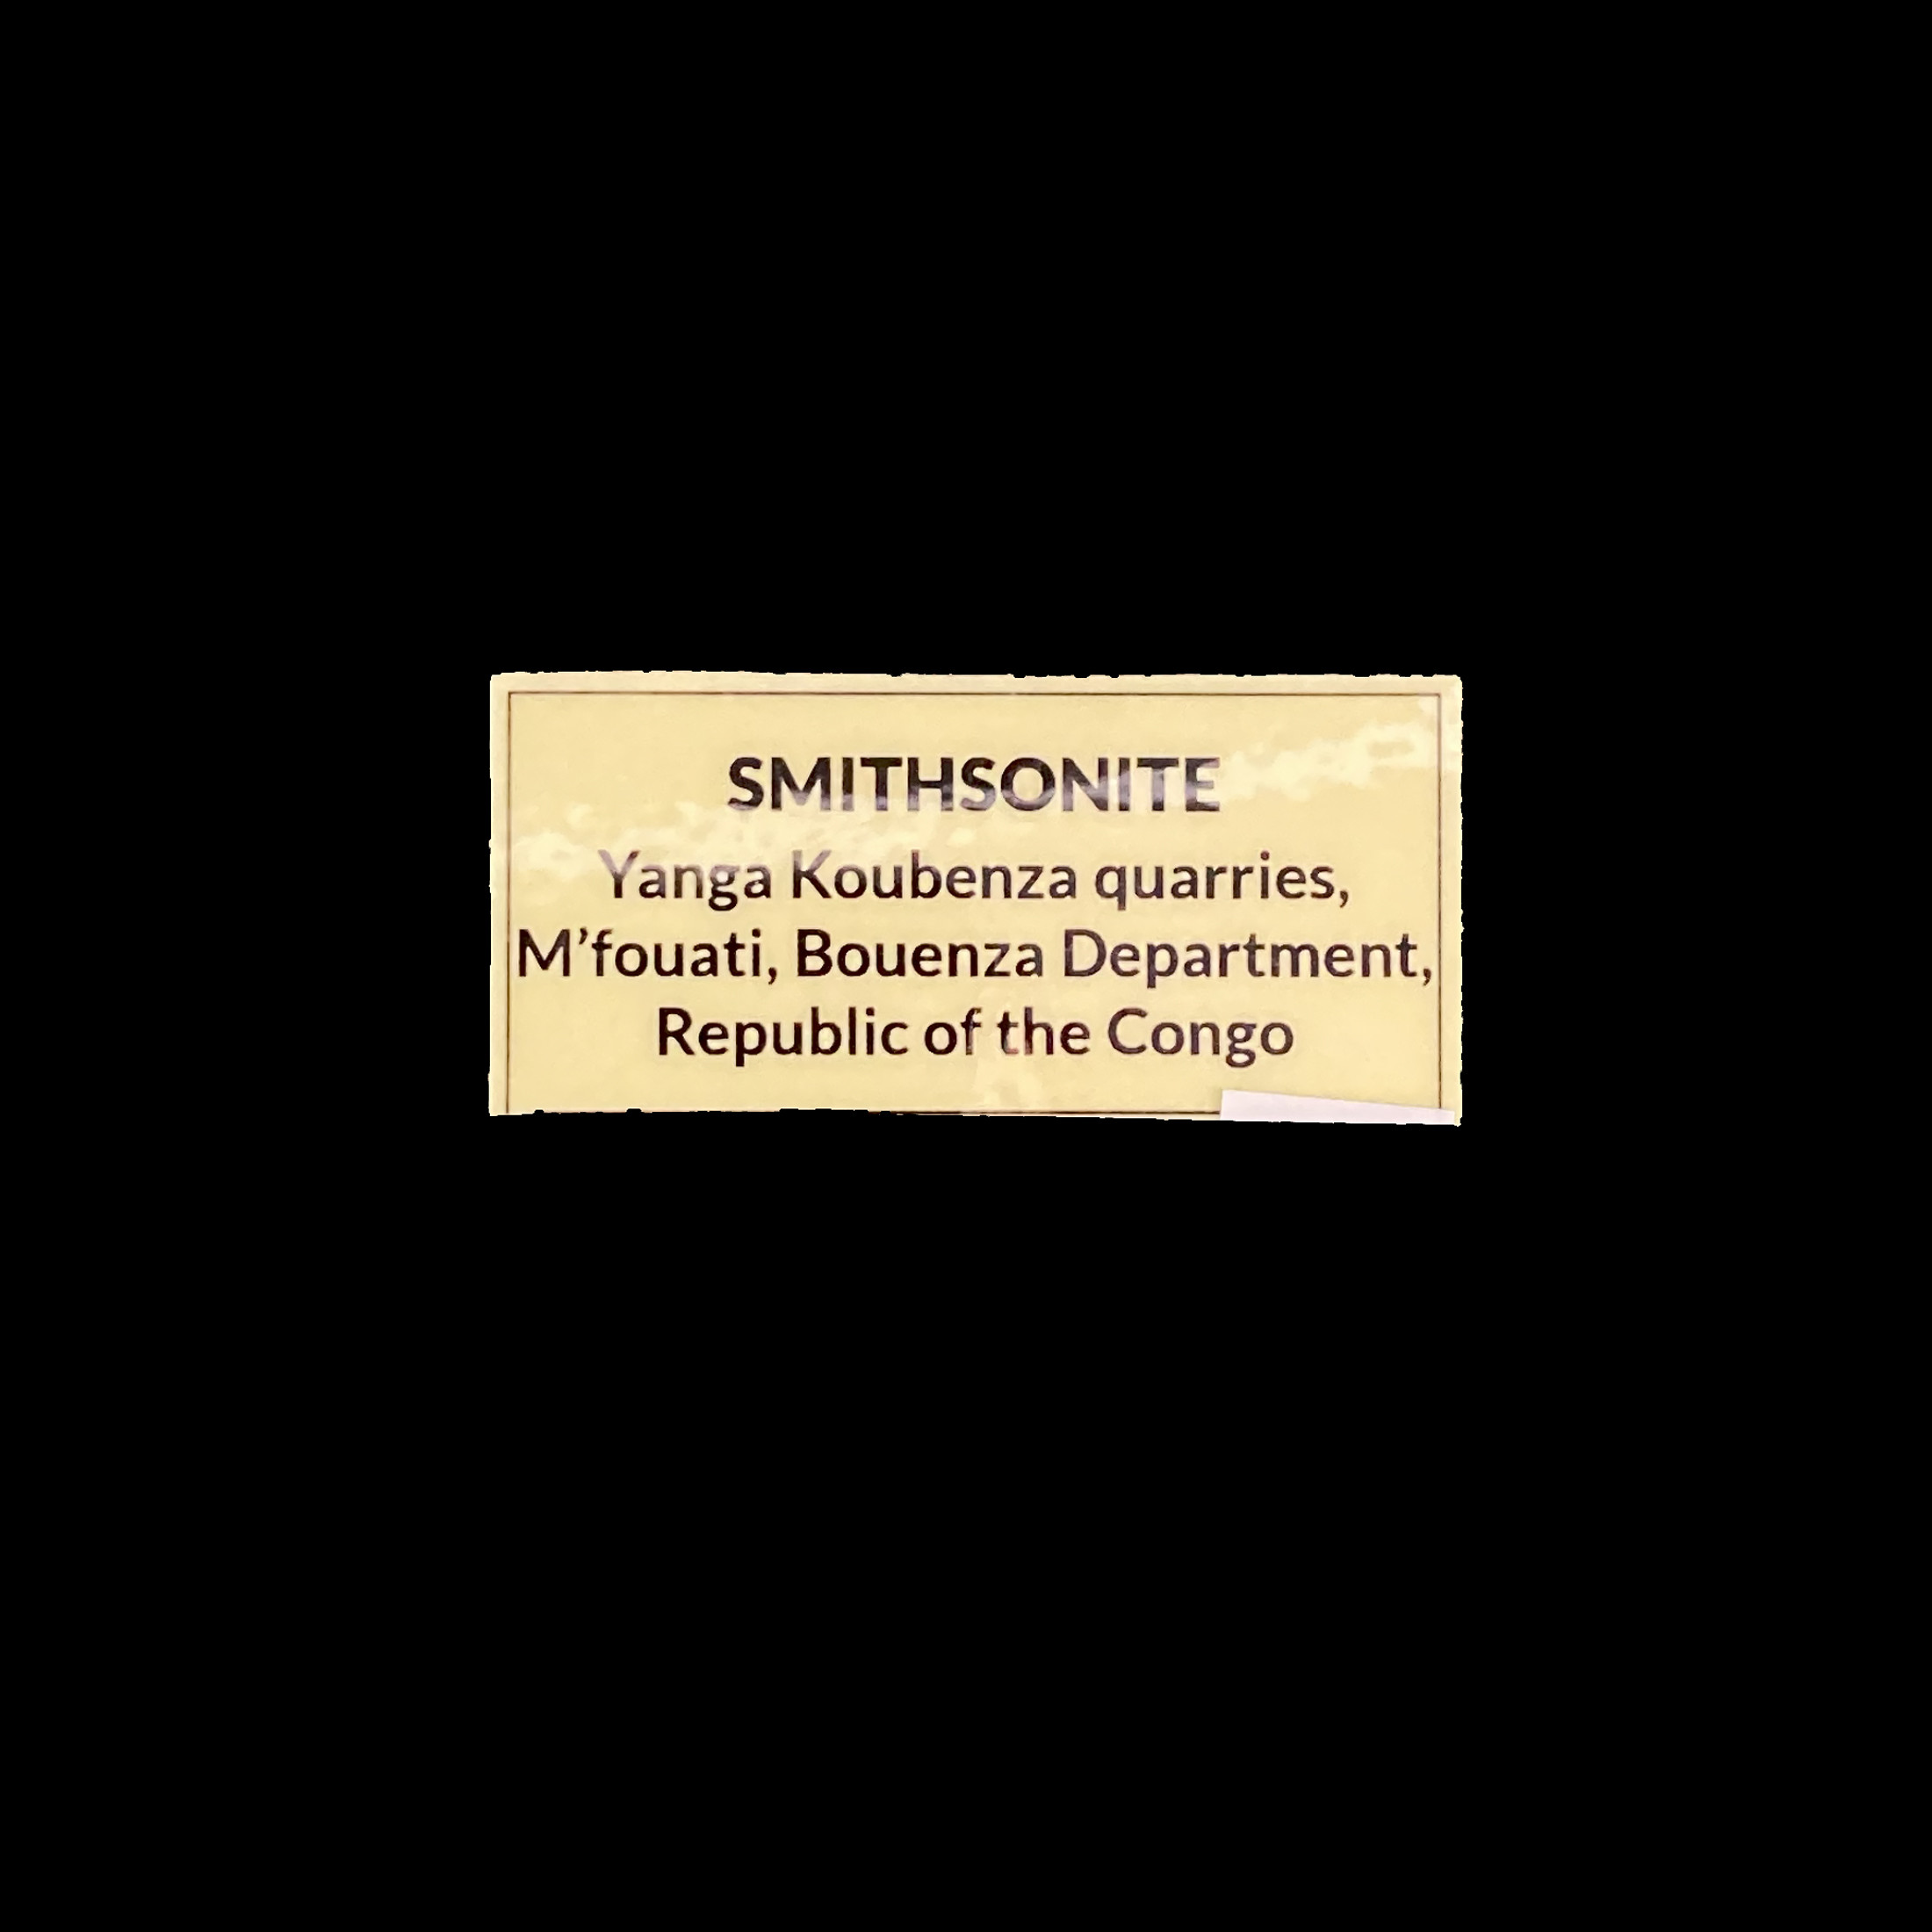 SMITHSONITE
Yanga Koubenza quarries,
M’fouati, Bouenza Department,
Republic of the Congo